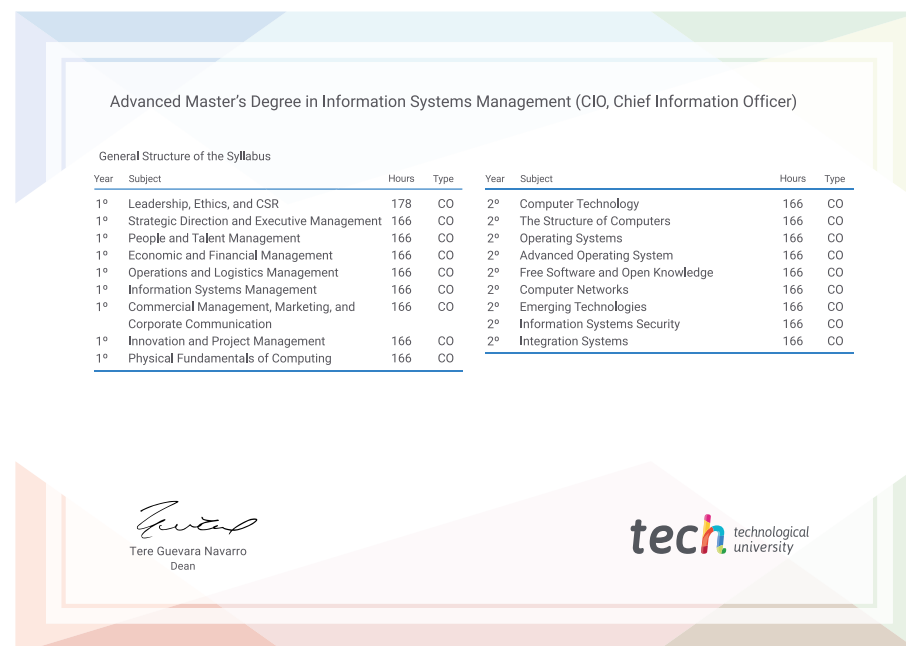 Advanced Master's Degree in Information Systems Management (CIO, Chief Information Officer)
General Structure of the Syllabus
Year Subject Hours Type
1º Leadership, Ethics, and CSR 178 CO
1º Strategic Direction and Executive Management 166 CO
1º People and Talent Management 166 CO
1º Economic and Financial Management 166 CO
1º Operations and Logistics Management 166 CO
1º Information Systems Management 166 CO
1º Commercial Management, Marketing, and 166 CO
Corporate Communication
1º Innovation and Project Management 166 CO
1º Physical Fundamentals of Computing 166 CO
Year Subject Hours Type
2º Computer Technology 166 CO
2º The Structure of Computers 166 CO
2º Operating Systems 166 CO
2º Advanced Operating System 166 CO
2º Free Software and Open Knowledge 166 CO
2º Computer Networks 166 CO
2º Emerging Technologies 166 CO
2º Information Systems Security 166 CO
2º Integration Systems 166 CO
Tere Guevara Navarro
Dean
tech technological
university